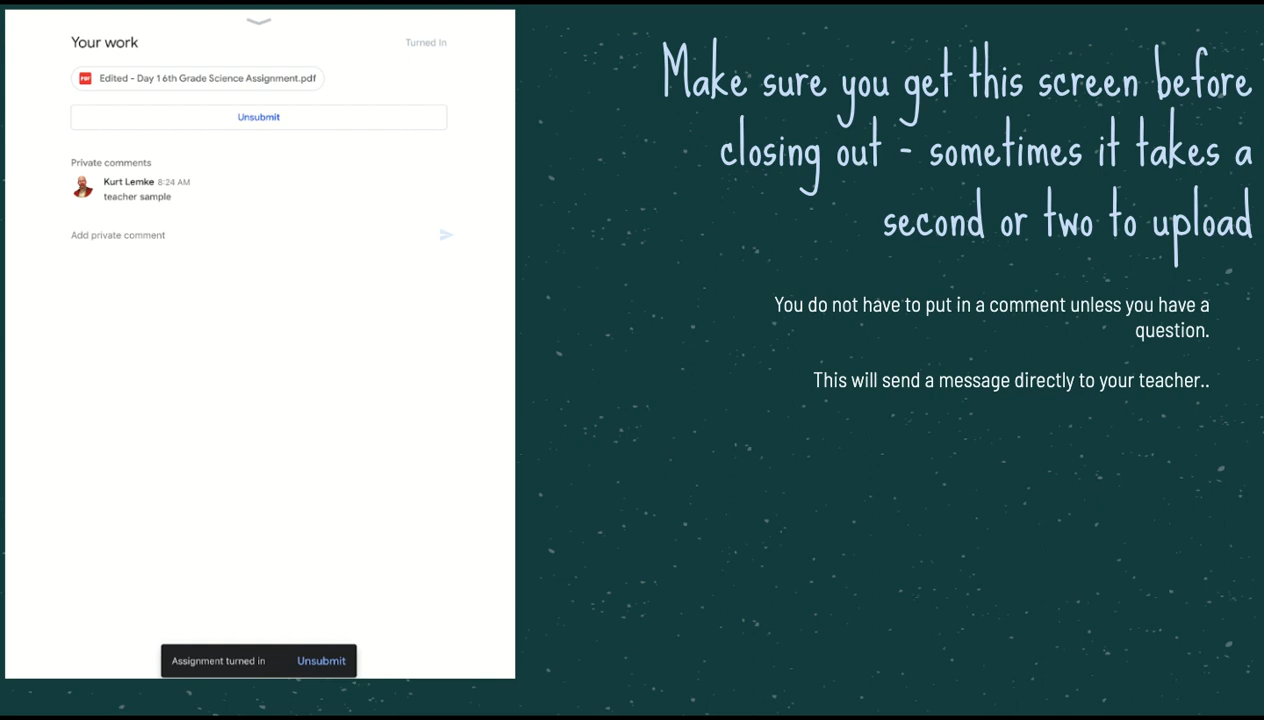 Your work
Turned In
PDF
Edited - Day 1 6th Grade Science Assignment.pdf
Unsubmit
Private comments
Kurt Lemke 8:24 AM
teacher sample
Add private comment
Assignment turned in
Unsubmit
Make sure you get this screen before
closing out - sometimes it takes a
second or two to upload
You do not have to put in a comment unless you have a
question.
This will send a message directly to your teacher..